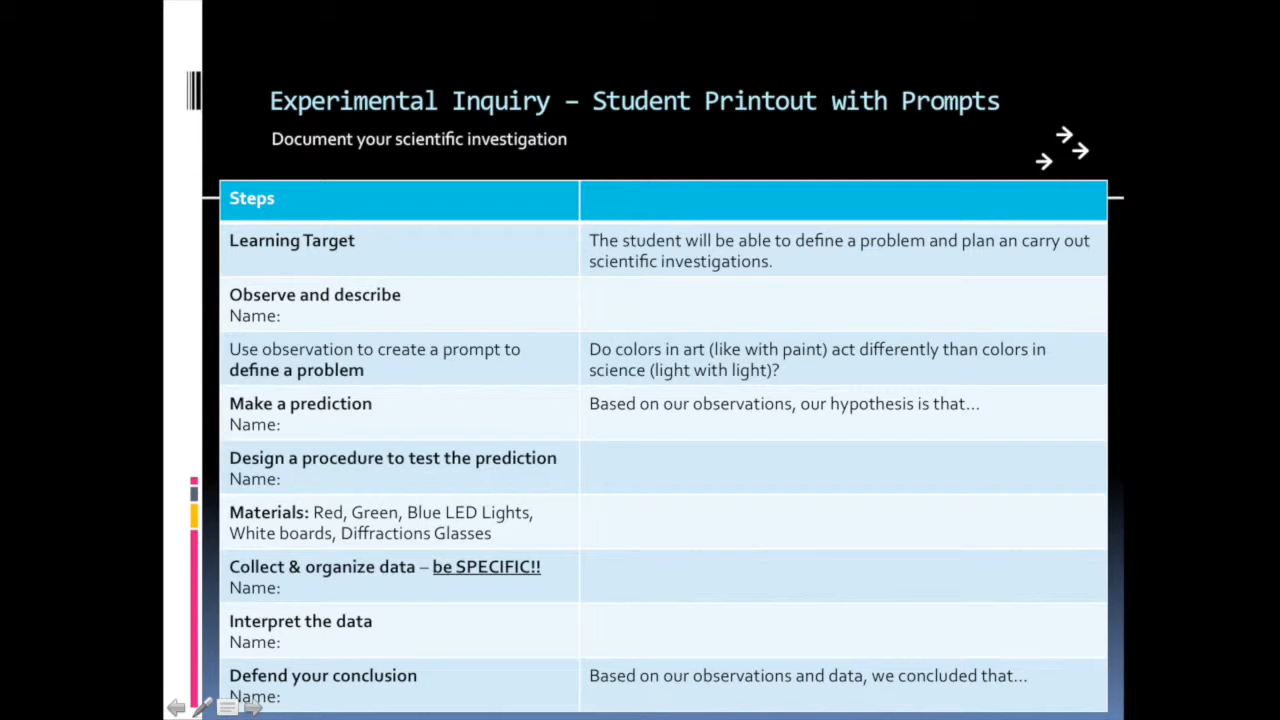 Experimental Inquiry – Student Printout with Prompts
Document your scientific investigation
Steps
Learning Target
The student will be able to define a problem and plan an carry out
scientific investigations.
Observe and describe
Name:
Use observation to create a prompt to
define a problem
Do colors in art (like with paint) act differently than colors in
science (light with light)?
Make a prediction
Name:
Based on our observations, our hypothesis is that…
Design a procedure to test the prediction
Name:
Materials: Red, Green, Blue LED Lights,
White boards, Diffractions Glasses
Collect & organize data – be SPECIFIC!!
Name:
Interpret the data
Name:
Defend your conclusion
Name:
Based on our observations and data, we concluded that…